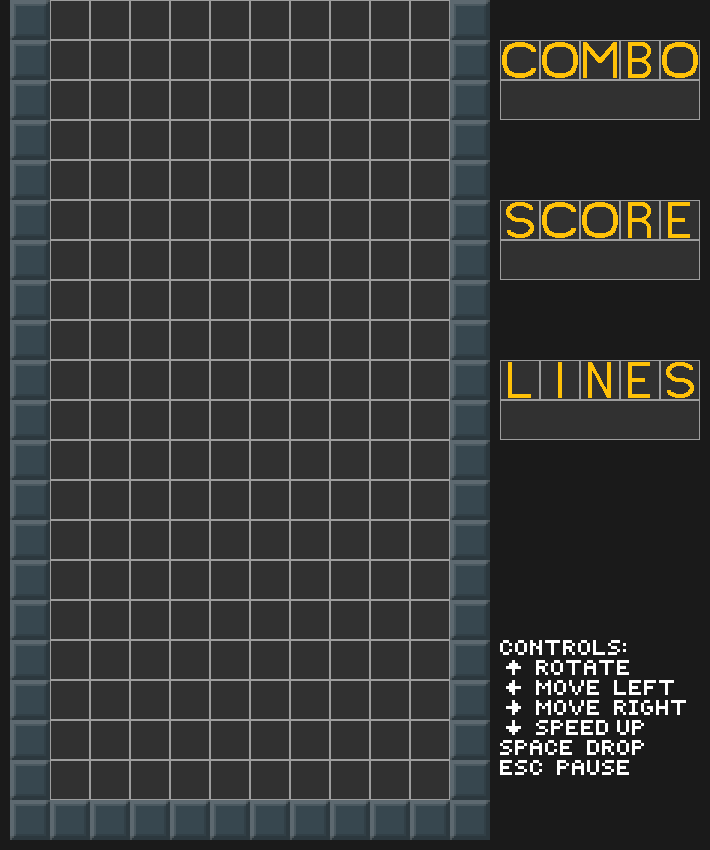 COMBO
SCORE
LINES
CONTROLS:
↑ ROTATE
← MOVE LEFT
→ MOVE RIGHT
↓ SPEED UP
SPACE DROP
ESC PAUSE